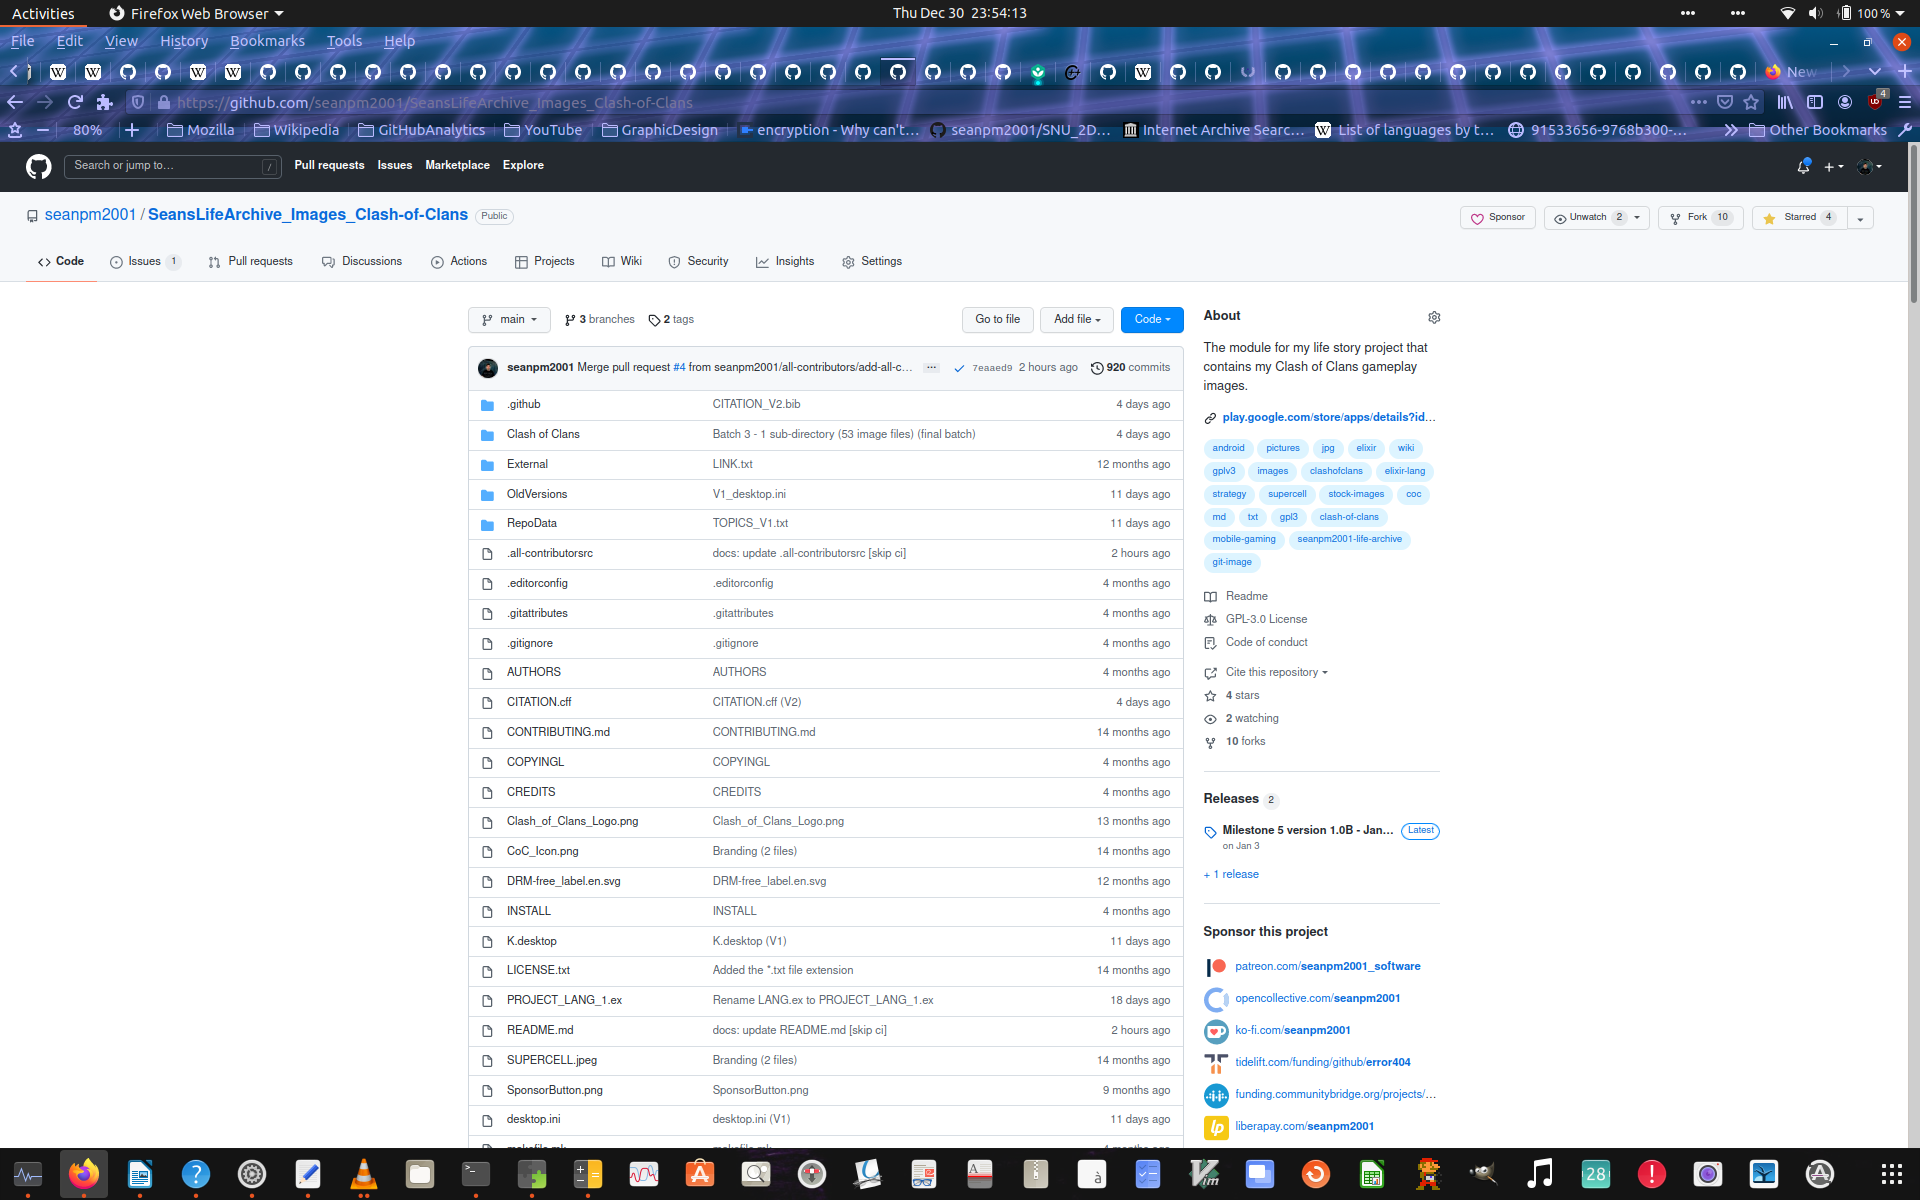 Activities Firefox Web Browser Thu Dec 30 23:54:13 100 %
File Edit View History Bookmarks Tools Help
New
https://github.com/seanpm2001/SeansLifeArchive_Images_Clash-of-Clans 4
80% Mozilla Wikipedia GitHubAnalytics YouTube GraphicDesign encryption - Why can't… seanpm2001/SNU_2D… Internet Archive Searc… List of languages by t… 91533656-9768b300-… Other Bookmarks
Search or jump to… / Pull requests Issues Marketplace Explore
seanpm2001 / SeansLifeArchive_Images_Clash-of-Clans Public Sponsor Unwatch 2 Fork 10 Starred 4
Code Issues 1 Pull requests Discussions Actions Projects Wiki Security Insights Settings
main 3 branches 2 tags Go to file Add file Code
seanpm2001 Merge pull request #4 from seanpm2001/all-contributors/add-all-c… … 7eaaed9 2 hours ago 920 commits
.github CITATION_V2.bib 4 days ago
Clash of Clans Batch 3 - 1 sub-directory (53 image files) (final batch) 4 days ago
External LINK.txt 12 months ago
OldVersions V1_desktop.ini 11 days ago
RepoData TOPICS_V1.txt 11 days ago
.all-contributorsrc docs: update .all-contributorsrc [skip ci] 2 hours ago
.editorconfig .editorconfig 4 months ago
.gitattributes .gitattributes 4 months ago
.gitignore .gitignore 4 months ago
AUTHORS AUTHORS 4 months ago
CITATION.cff CITATION.cff (V2) 4 days ago
CONTRIBUTING.md CONTRIBUTING.md 14 months ago
COPYINGL COPYINGL 4 months ago
CREDITS CREDITS 4 months ago
Clash_of_Clans_Logo.png Clash_of_Clans_Logo.png 13 months ago
CoC_Icon.png Branding (2 files) 14 months ago
DRM-free_label.en.svg DRM-free_label.en.svg 12 months ago
INSTALL INSTALL 4 months ago
K.desktop K.desktop (V1) 11 days ago
LICENSE.txt Added the *.txt file extension 14 months ago
PROJECT_LANG_1.ex Rename LANG.ex to PROJECT_LANG_1.ex 18 days ago
README.md docs: update README.md [skip ci] 2 hours ago
SUPERCELL.jpeg Branding (2 files) 14 months ago
SponsorButton.png SponsorButton.png 9 months ago
desktop.ini desktop.ini (V1) 11 days ago
About
The module for my life story project that
contains my Clash of Clans gameplay
images.
play.google.com/store/apps/details?id…
android pictures jpg elixir wiki
gplv3 images clashofclans elixir-lang
strategy supercell stock-images coc
md txt gpl3 clash-of-clans
mobile-gaming seanpm2001-life-archive
git-image
Readme
GPL-3.0 License
Code of conduct
Cite this repository
4 stars
2 watching
10 forks
Releases 2
Milestone 5 version 1.0B - Jan… Latest
on Jan 3
+ 1 release
Sponsor this project
patreon.com/seanpm2001_software
opencollective.com/seanpm2001
ko-fi.com/seanpm2001
tidelift.com/funding/github/error404
funding.communitybridge.org/projects/…
liberapay.com/seanpm2001
28